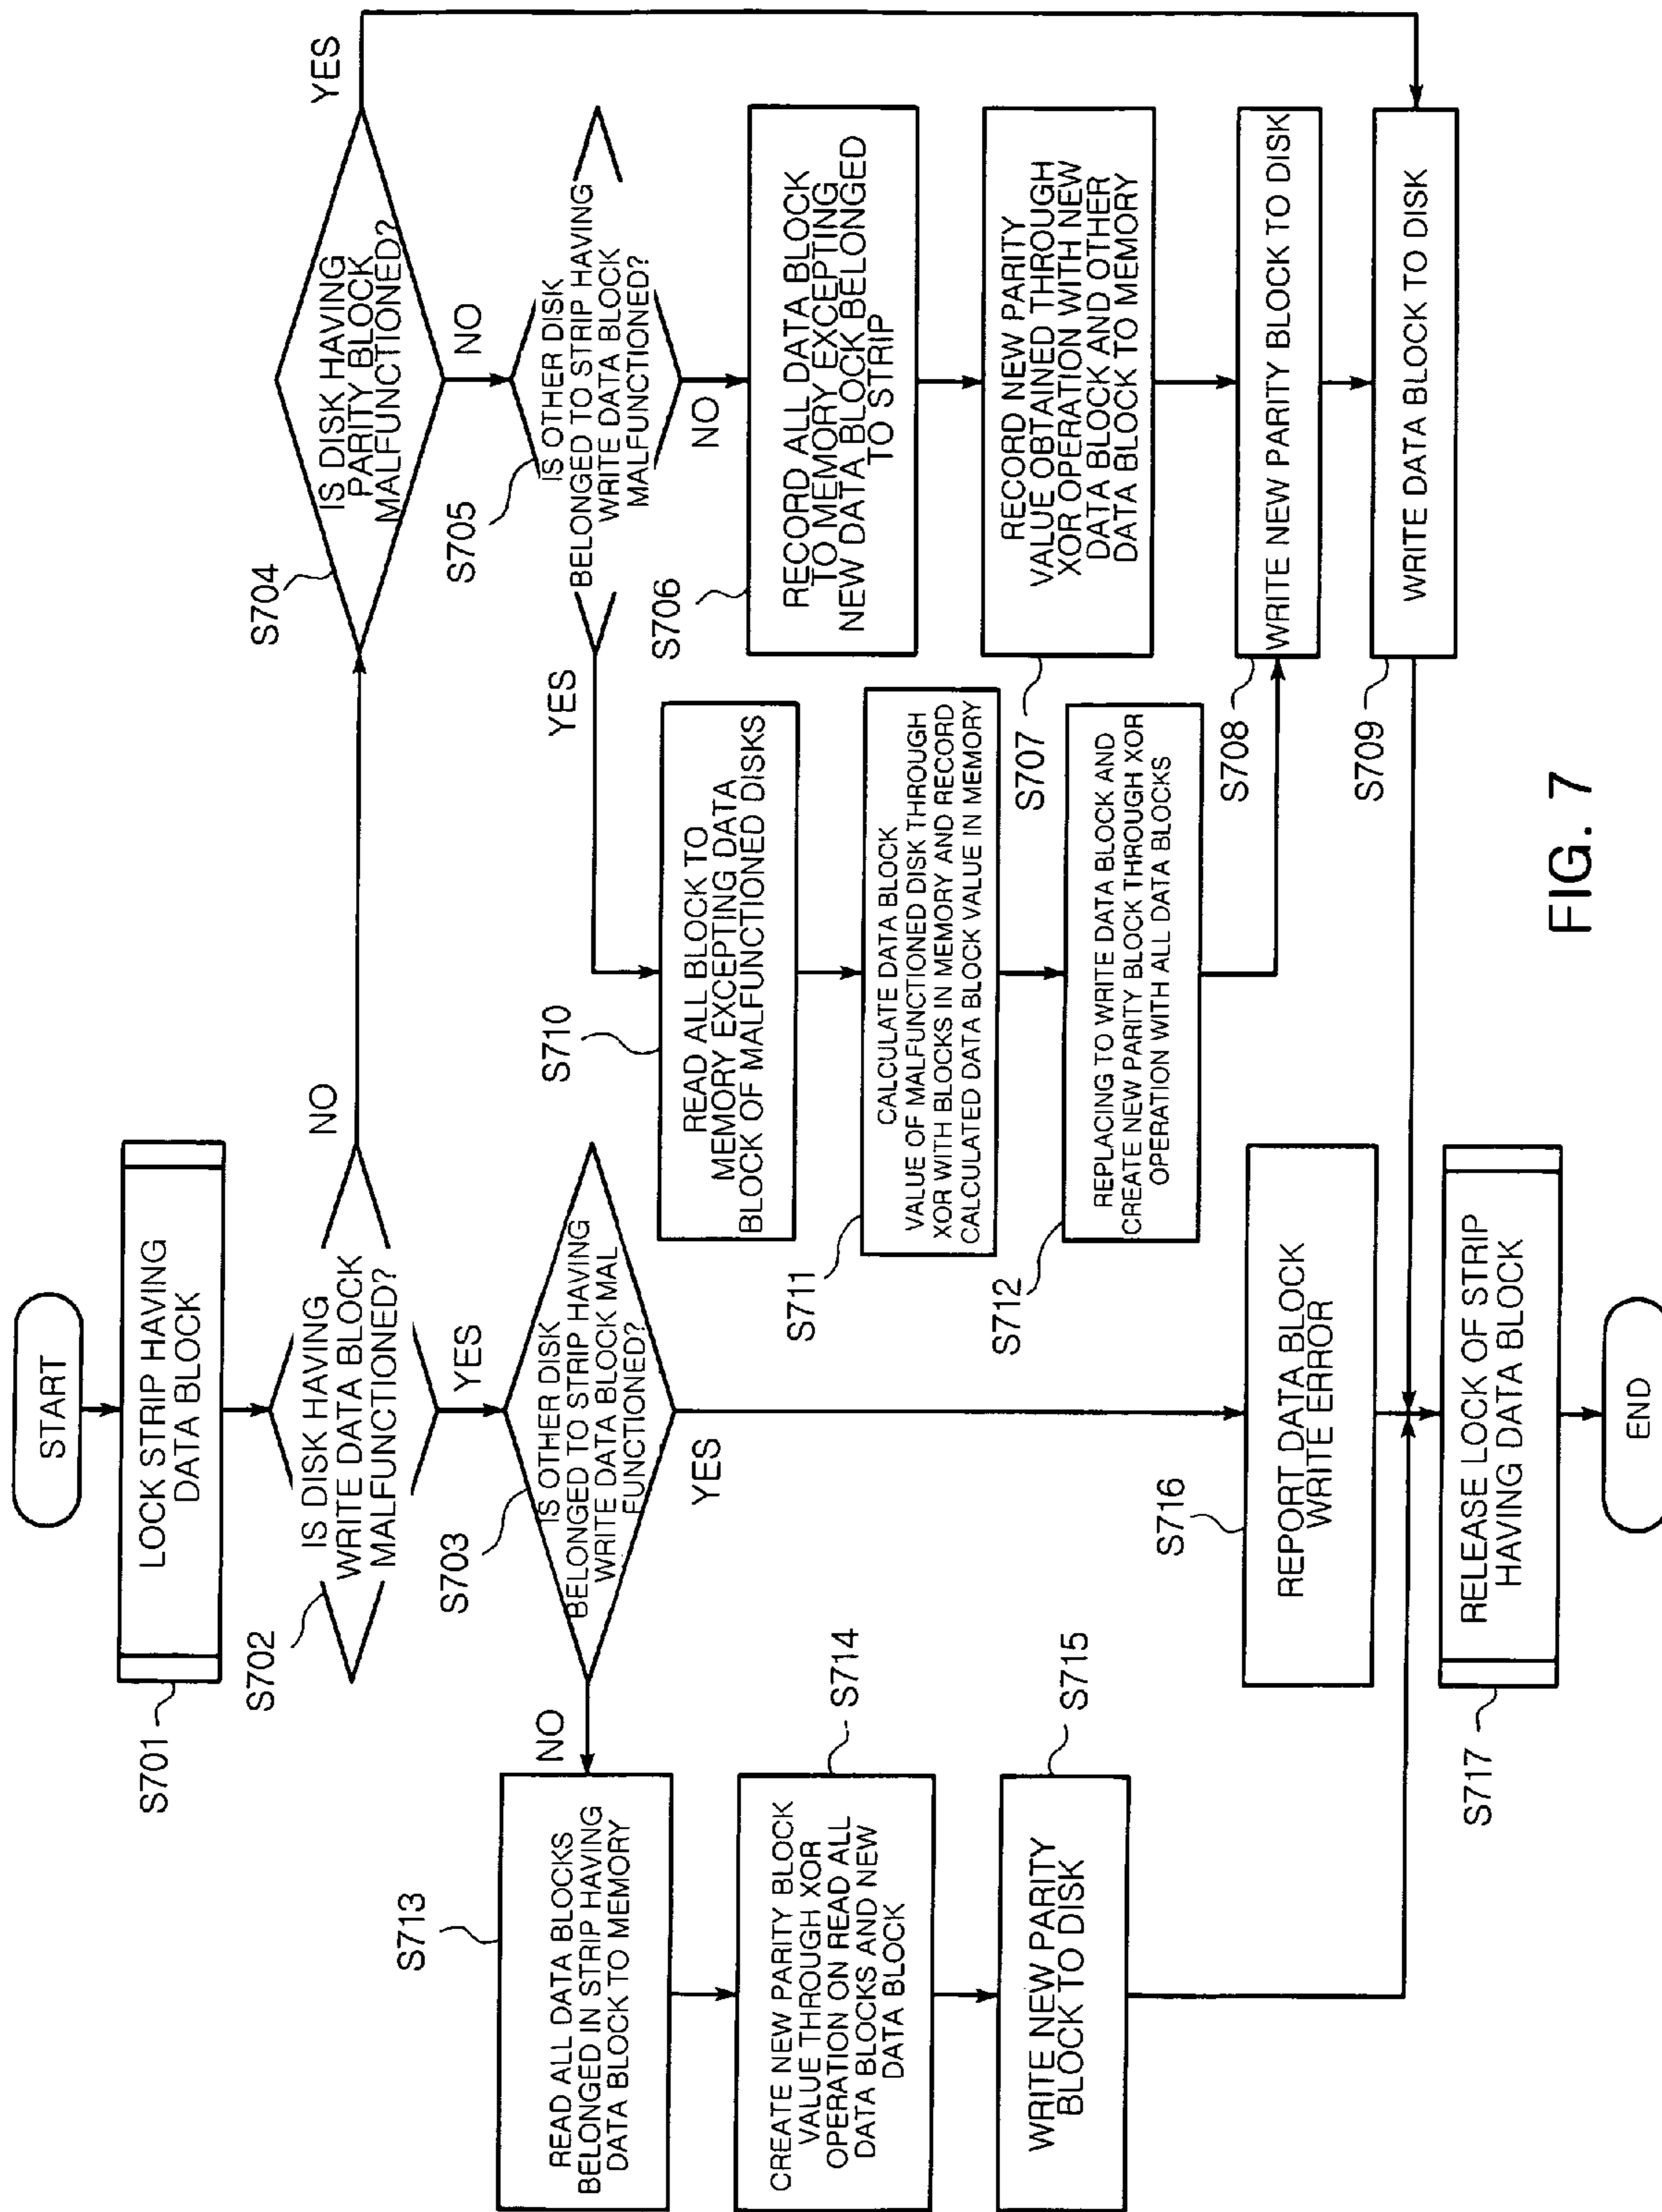 START
S701
LOCK STRIP HAVING
DATA BLOCK
S702
IS DISK HAVING
WRITE DATA BLOCK
MALFUNCTIONED?
NO
YES
S703
IS OTHER DISK
BELONGED TO STRIP HAVING
WRITE DATA BLOCK MAL
FUNCTIONED?
NO
YES
S704
IS DISK HAVING
PARITY BLOCK
MALFUNCTIONED?
YES
NO
S705
IS OTHER DISK
BELONGED TO STRIP HAVING
WRITE DATA BLOCK
MALFUNCTIONED?
YES
NO
S706
RECORD ALL DATA BLOCK
TO MEMORY EXCEPTING
NEW DATA BLOCK BELONGED
TO STRIP
S707
RECORD NEW PARITY
VALUE OBTAINED THROUGH
XOR OPERATION WITH NEW
DATA BLOCK AND OTHER
DATA BLOCK TO MEMORY
S708
WRITE NEW PARITY BLOCK TO DISK
S709
WRITE DATA BLOCK TO DISK
S710
READ ALL BLOCK TO
MEMORY EXCEPTING DATA
BLOCK OF MALFUNCTIONED DISKS
S711
CALCULATE DATA BLOCK
VALUE OF MALFUNCTIONED DISK THROUGH
XOR WITH BLOCKS IN MEMORY AND RECORD
CALCULATED DATA BLOCK VALUE IN MEMORY
S712
REPLACING TO WRITE DATA BLOCK AND
CREATE NEW PARITY BLOCK THROUGH XOR
OPERATION WITH ALL DATA BLOCKS
S713
READ ALL DATA BLOCKS
BELONGED IN STRIP HAVING
DATA BLOCK TO MEMORY
S714
CREATE NEW PARITY BLOCK
VALUE THROUGH XOR
OPERATION ON READ ALL
DATA BLOCKS AND NEW
DATA BLOCK
S715
WRITE NEW PARITY
BLOCK TO DISK
S716
REPORT DATA BLOCK
WRITE ERROR
S717
RELEASE LOCK OF STRIP
HAVING DATA BLOCK
END
FIG. 7